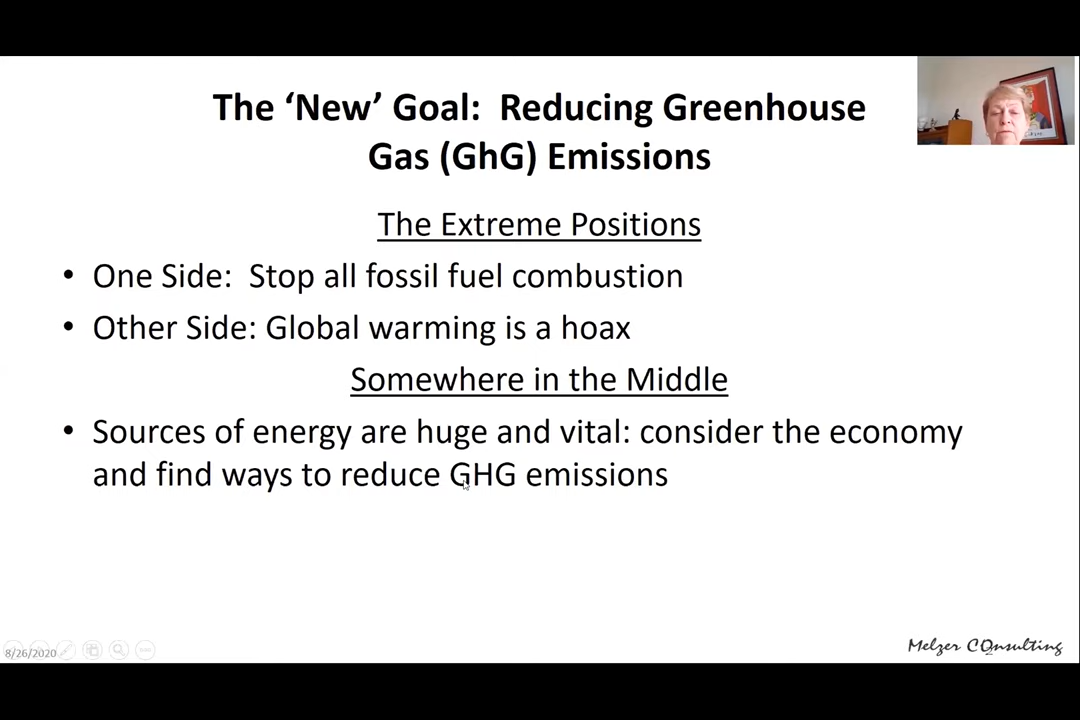 The ‘New’ Goal:  Reducing Greenhouse
Gas (GhG) Emissions
The Extreme Positions
• One Side:  Stop all fossil fuel combustion
• Other Side: Global warming is a hoax
Somewhere in the Middle
• Sources of energy are huge and vital: consider the economy
and find ways to reduce GHG emissions
8/26/2020
Melzer COnsulting
2